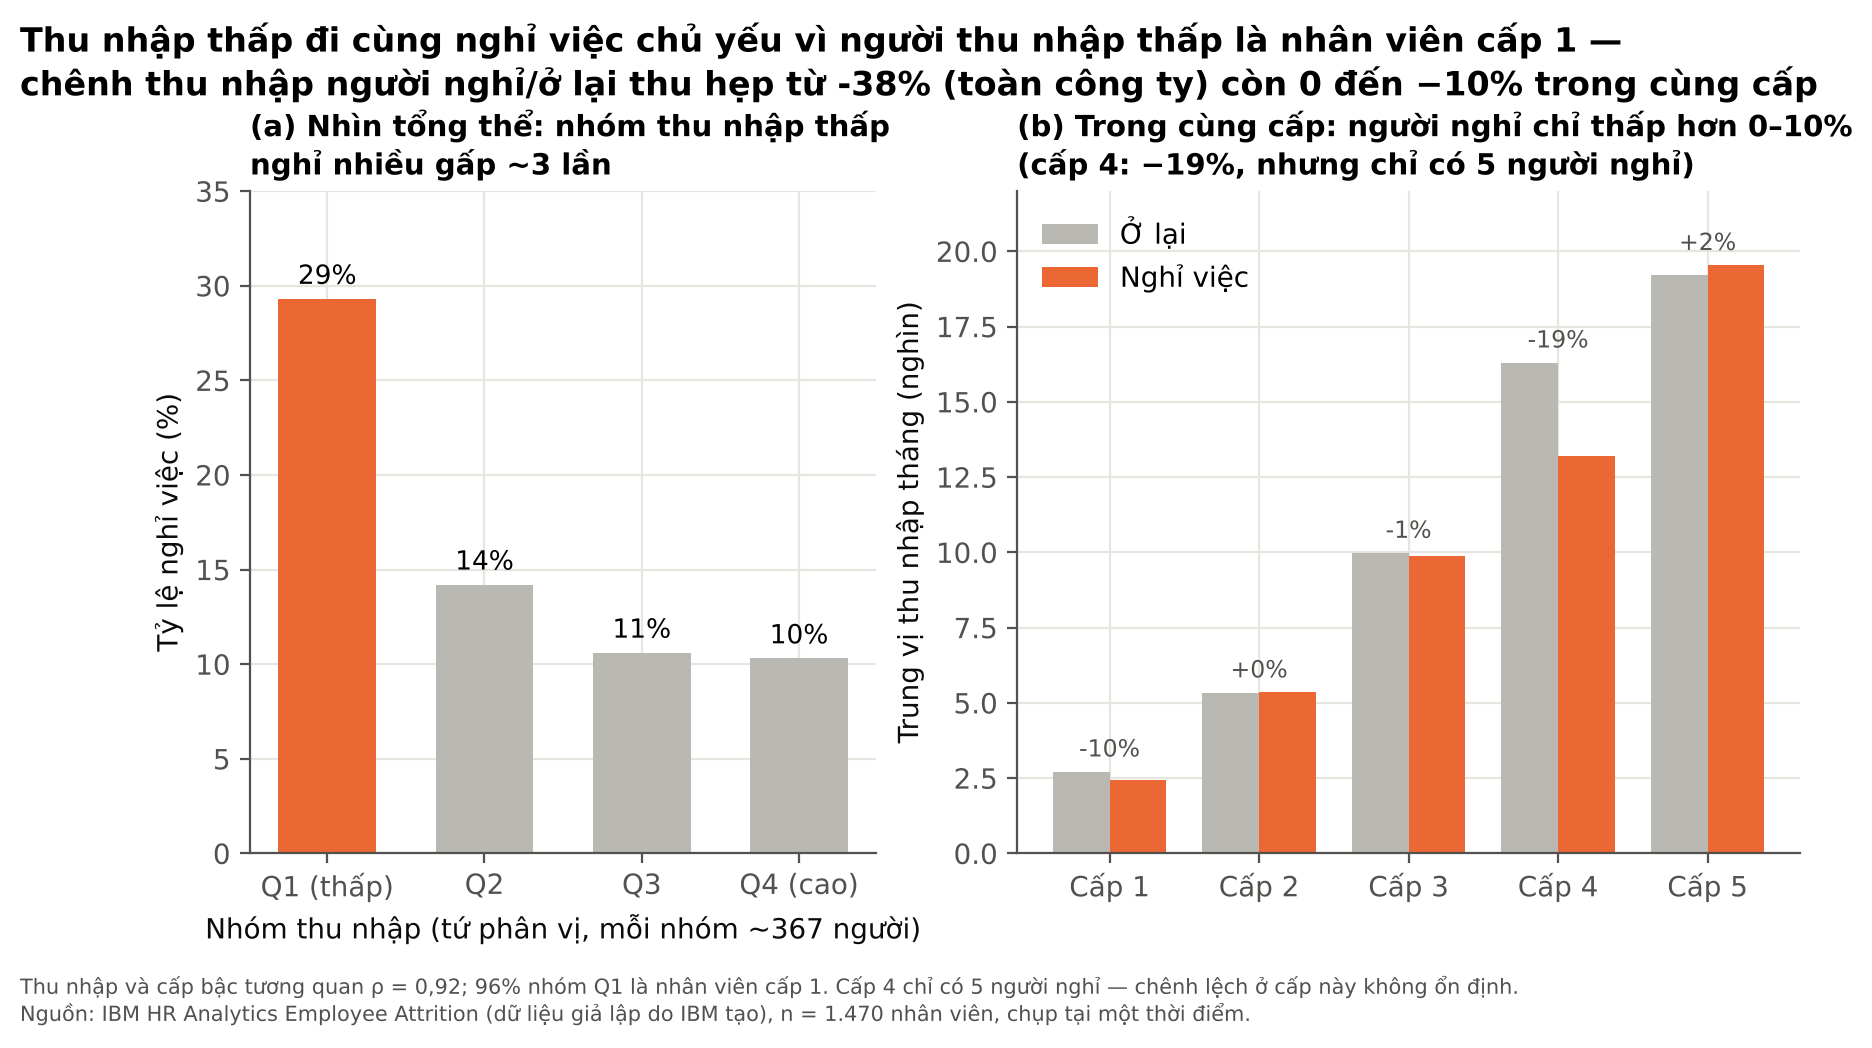 Thu nhập thấp đi cùng nghỉ việc chủ yếu vì người thu nhập thấp là nhân viên cấp 1 —
chênh thu nhập người nghỉ/ở lại thu hẹp từ -38% (toàn công ty) còn 0 đến −10% trong cùng cấp
(a) Nhìn tổng thể: nhóm thu nhập thấp
nghỉ nhiều gấp ~3 lần
Tỷ lệ nghỉ việc (%)
35
30
25
20
15
10
5
0
29%
14%
11%
10%
Q1 (thấp)
Q2
Q3
Q4 (cao)
Nhóm thu nhập (tứ phân vị, mỗi nhóm ~367 người)
(b) Trong cùng cấp: người nghỉ chỉ thấp hơn 0–10%
(cấp 4: −19%, nhưng chỉ có 5 người nghỉ)
Ở lại
Nghỉ việc
Trung vị thu nhập tháng (nghìn)
20.0
17.5
15.0
12.5
10.0
7.5
5.0
2.5
0.0
-10%
+0%
-1%
-19%
+2%
Cấp 1
Cấp 2
Cấp 3
Cấp 4
Cấp 5
Thu nhập và cấp bậc tương quan ρ = 0,92; 96% nhóm Q1 là nhân viên cấp 1. Cấp 4 chỉ có 5 người nghỉ — chênh lệch ở cấp này không ổn định.
Nguồn: IBM HR Analytics Employee Attrition (dữ liệu giả lập do IBM tạo), n = 1.470 nhân viên, chụp tại một thời điểm.